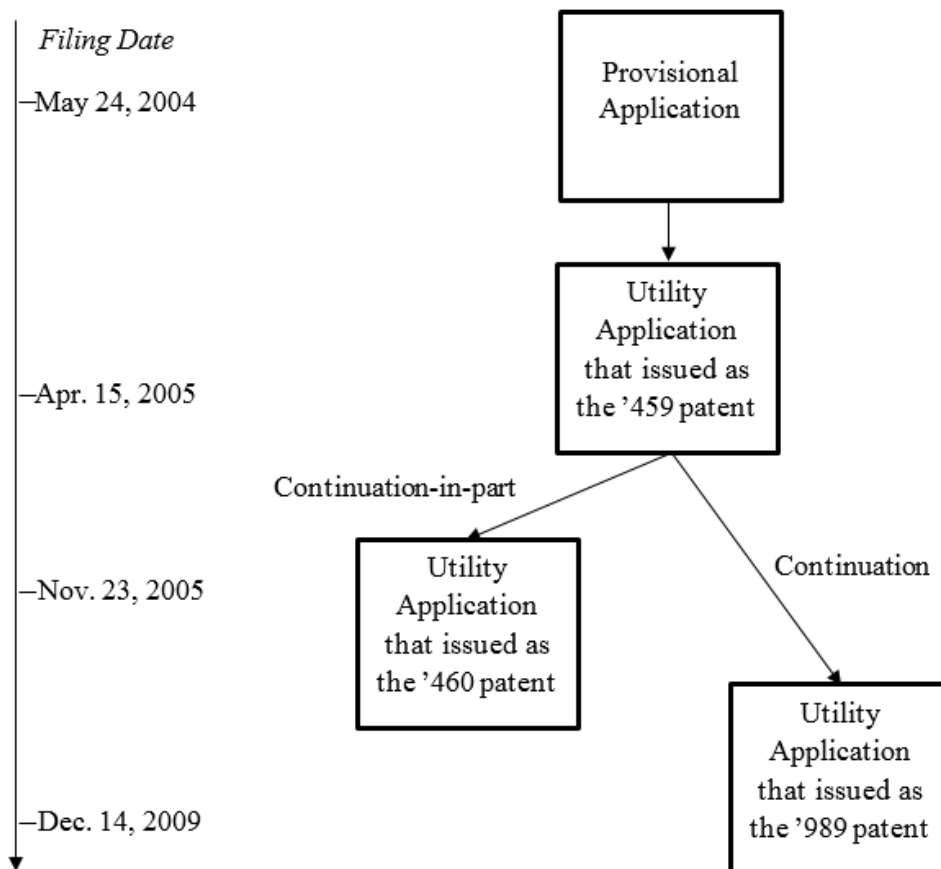 Filing Date
Provisional
Application
May 24, 2004
Utility
Application
that issued as
the ’459 patent
Apr. 15, 2005
Continuation-in-part
Continuation
Utility
Application
that issued as
the ’460 patent
Nov. 23, 2005
Utility
Application
that issued as
the ’989 patent
Dec. 14, 2009